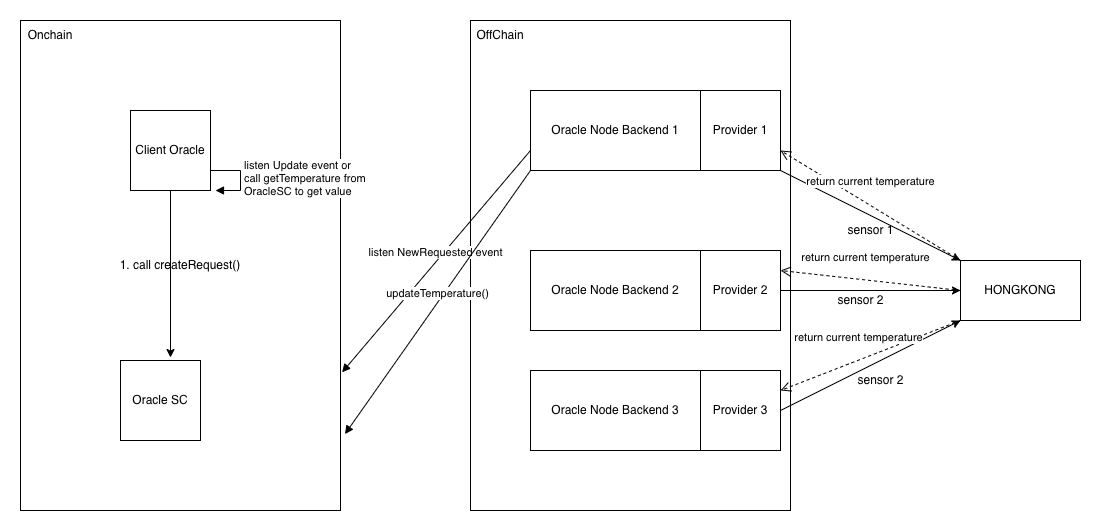 Onchain
OffChain
Client Oracle
listen Update event or
call getTemperature from
OracleSC to get value
1. call createRequest()
Oracle SC
listen NewRequested event
updateTemperature()
Oracle Node Backend 1
Provider 1
return current temperature
sensor 1
Oracle Node Backend 2
Provider 2
return current temperature
sensor 2
HONGKONG
Oracle Node Backend 3
Provider 3
return current temperature
sensor 2